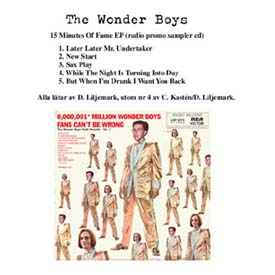 The Wonder Boys
15 Minutes Of Fame EP (radio promo sampler cd)
1. Later Later Mr. Undertaker
2. New Start
3. Sax Play
4. While The Night Is Turning Into Day
5. But When I'm Drunk I Want You Back
Alla låtar av D. Liljemark, utom nr 4 av C. Kastén/D. Liljemark.
6,000,001* MILLION WONDER BOYS
FANS CAN'T BE WRONG
RCA
VICTOR